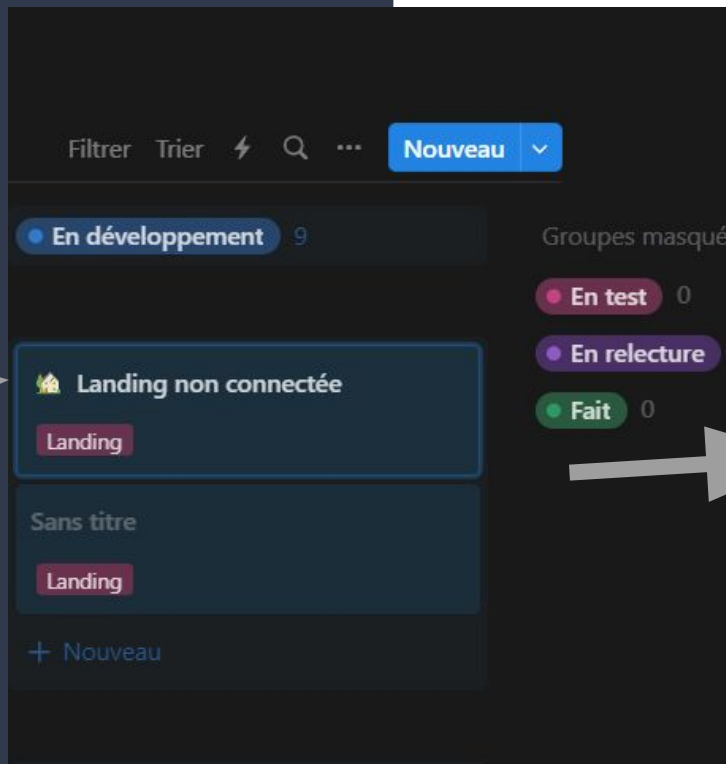 Filtrer Trier Nouveau
En développement 9
Groupes masqué
En test 0
En relecture
Fait 0
Landing non connectée
Landing
Sans titre
Landing
+ Nouveau